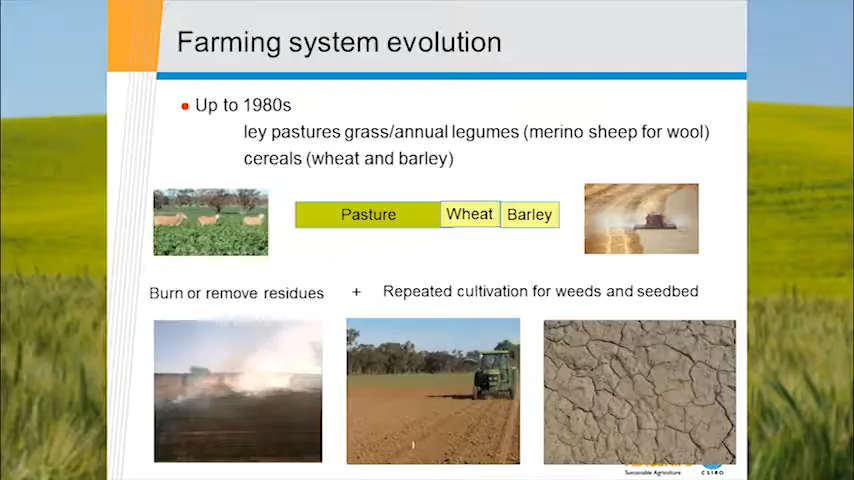 Farming system evolution
Up to 1980s
ley pastures grass/annual legumes (merino sheep for wool)
cereals (wheat and barley)
Pasture
Wheat
Barley
Burn or remove residues + Repeated cultivation for weeds and seedbed
Sustainable Agriculture
CSIRO